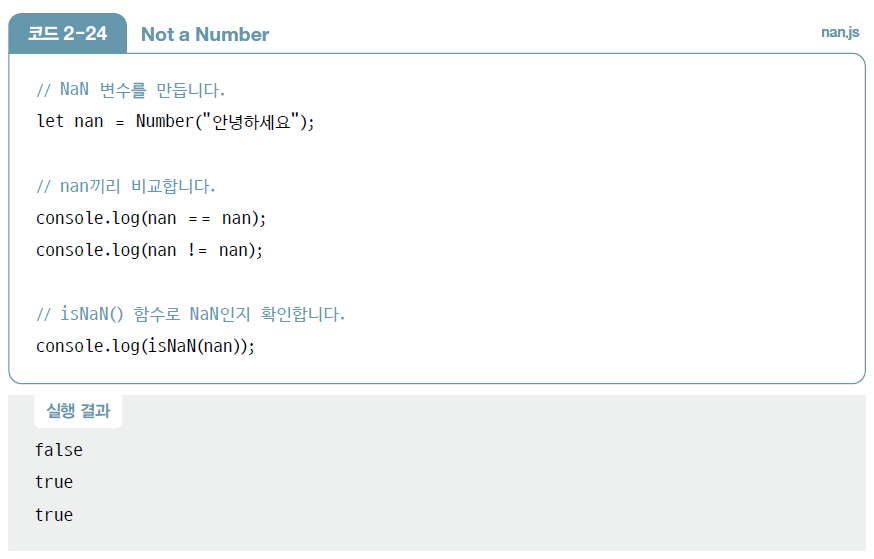 코드 2-24 Not a Number nan.js
// NaN 변수를 만듭니다.
let nan = Number("안녕하세요");
// nan끼리 비교합니다.
console.log(nan == nan);
console.log(nan != nan);
// isNaN() 함수로 NaN인지 확인합니다.
console.log(isNaN(nan));
실행 결과
false
true
true